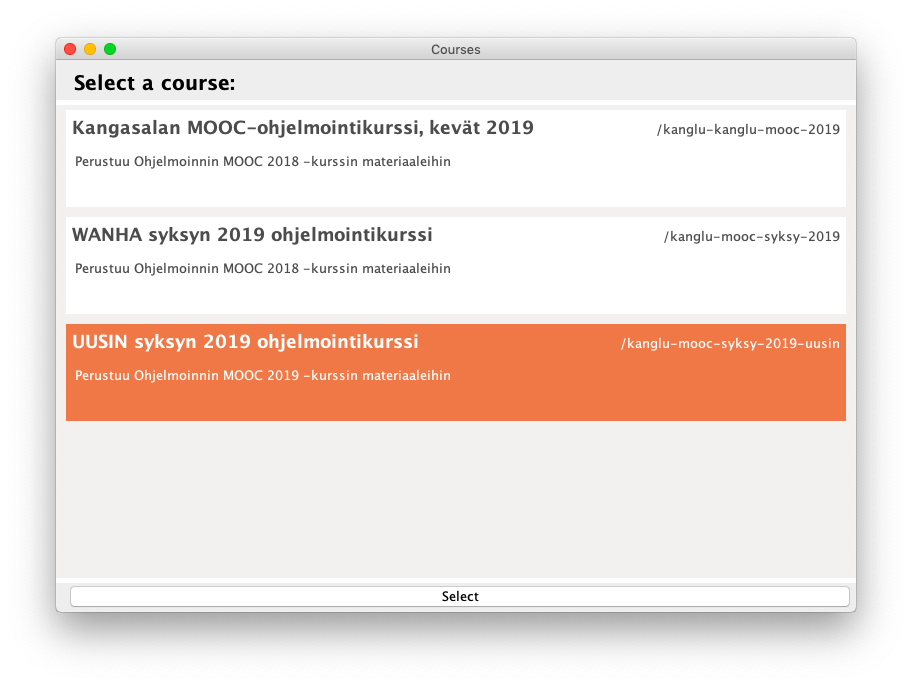 Courses
Select a course:
Kangasalan MOOC-ohjelmointikurssi, kevät 2019 /kanglu-kanglu-mooc-2019
Perustuu Ohjelmoinnin MOOC 2018 -kurssin materiaaleihin
WANHA syksyn 2019 ohjelmointikurssi /kanglu-mooc-syksy-2019
Perustuu Ohjelmoinnin MOOC 2018 -kurssin materiaaleihin
UUSIN syksyn 2019 ohjelmointikurssi /kanglu-mooc-syksy-2019-uusin
Perustuu Ohjelmoinnin MOOC 2019 -kurssin materiaaleihin
Select